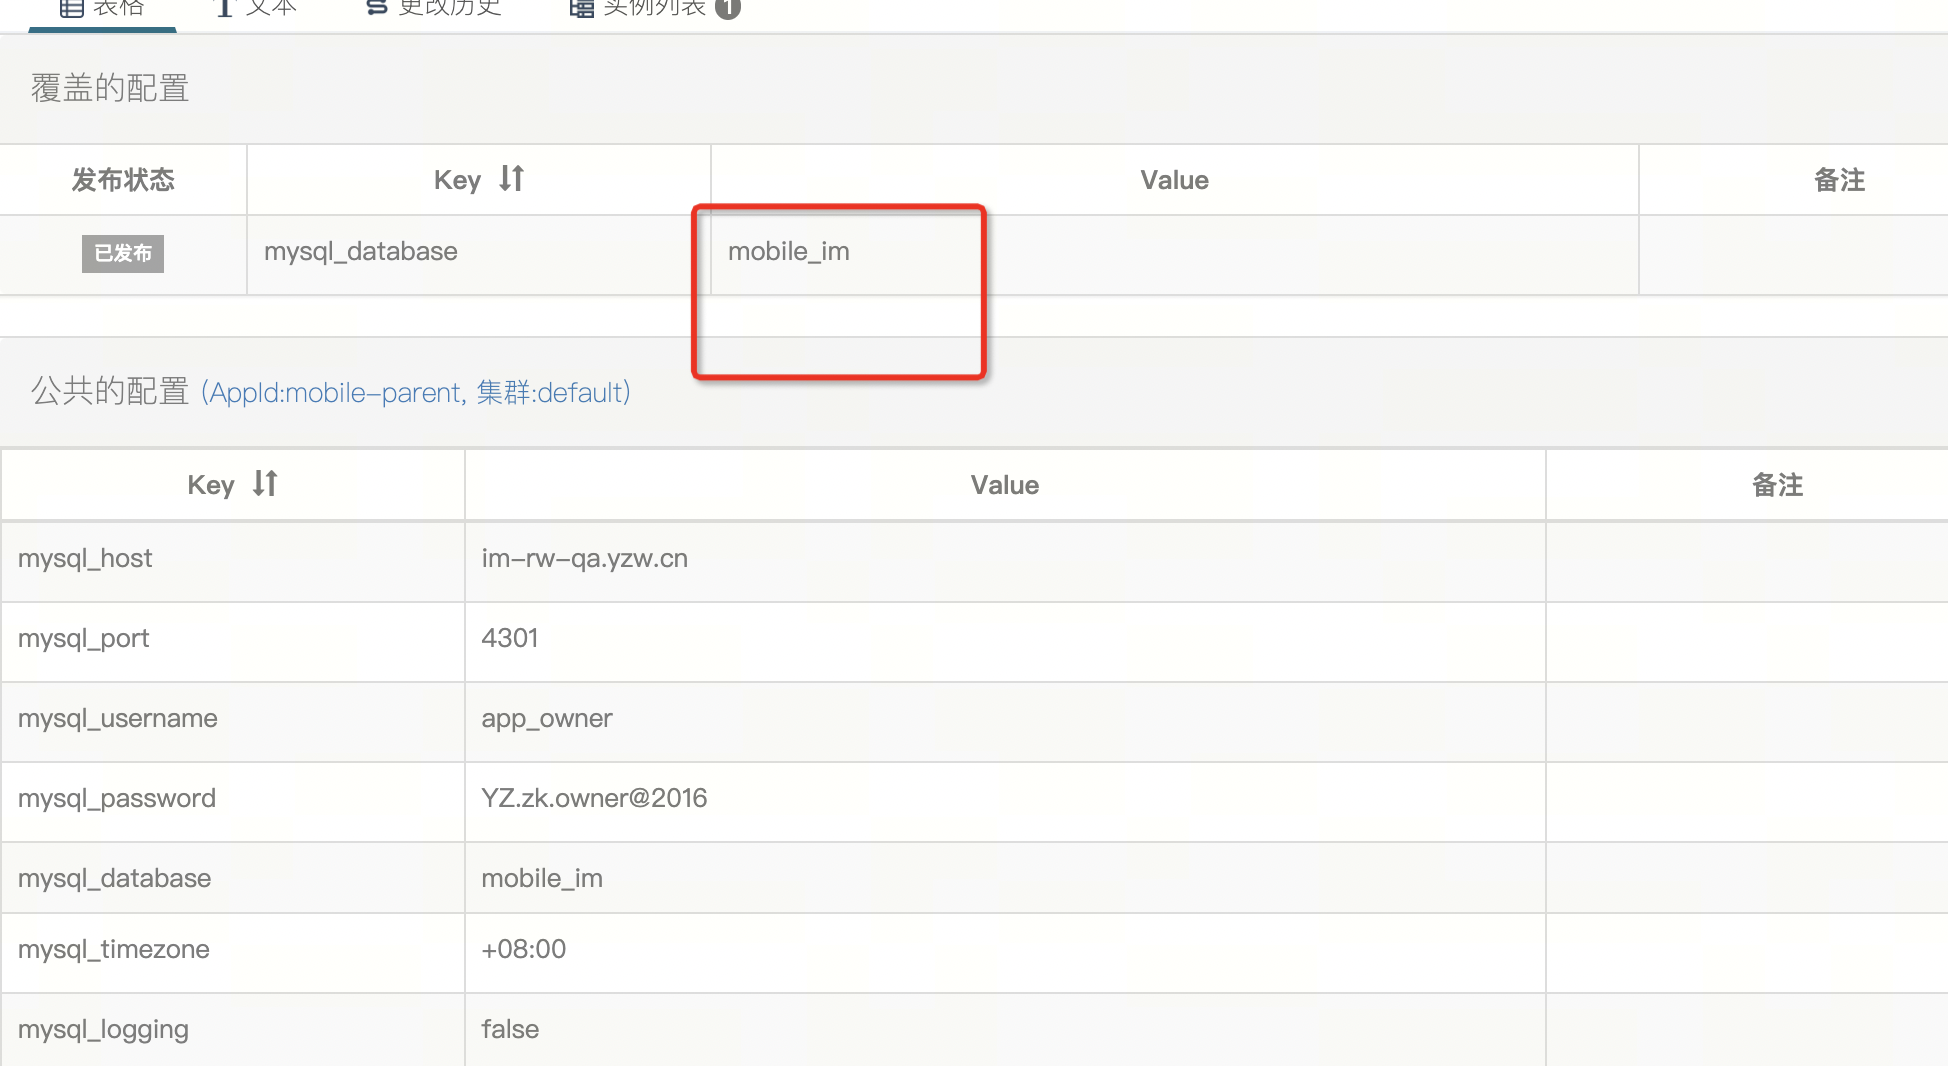 表格 文本 更改历史 实例列表 1
覆盖的配置
发布状态 Key Value 备注
已发布 mysql_database mobile_im
公共的配置 (AppId:mobile-parent, 集群:default)
Key Value 备注
mysql_host im-rw-qa.yzw.cn
mysql_port 4301
mysql_username app_owner
mysql_password YZ.zk.owner@2016
mysql_database mobile_im
mysql_timezone +08:00
mysql_logging false